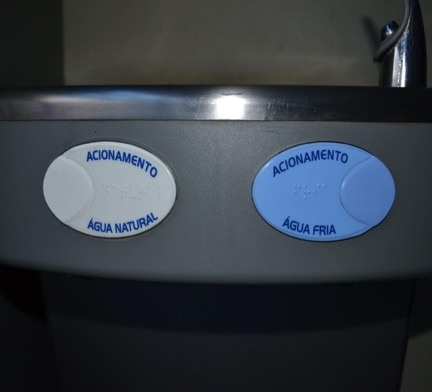 ACIONAMENTO
ÁGUA NATURAL
ACIONAMENTO
ÁGUA FRIA